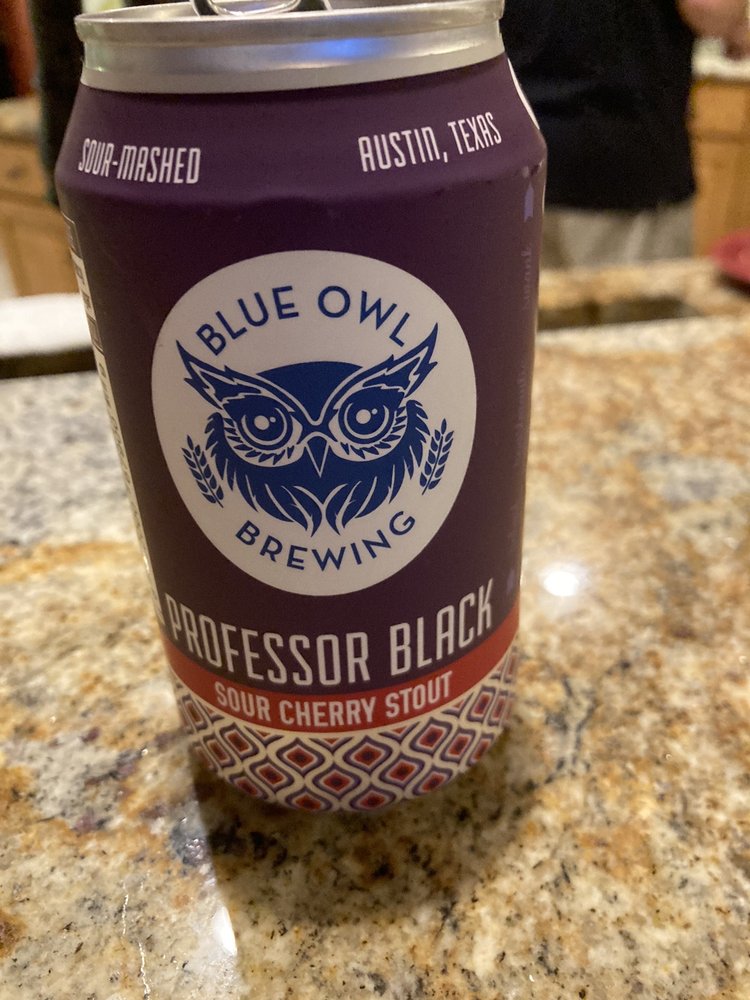 SOUR-MASHED
AUSTIN, TEXAS
BLUE OWL
BREWING
PROFESSOR BLACK
SOUR CHERRY STOUT